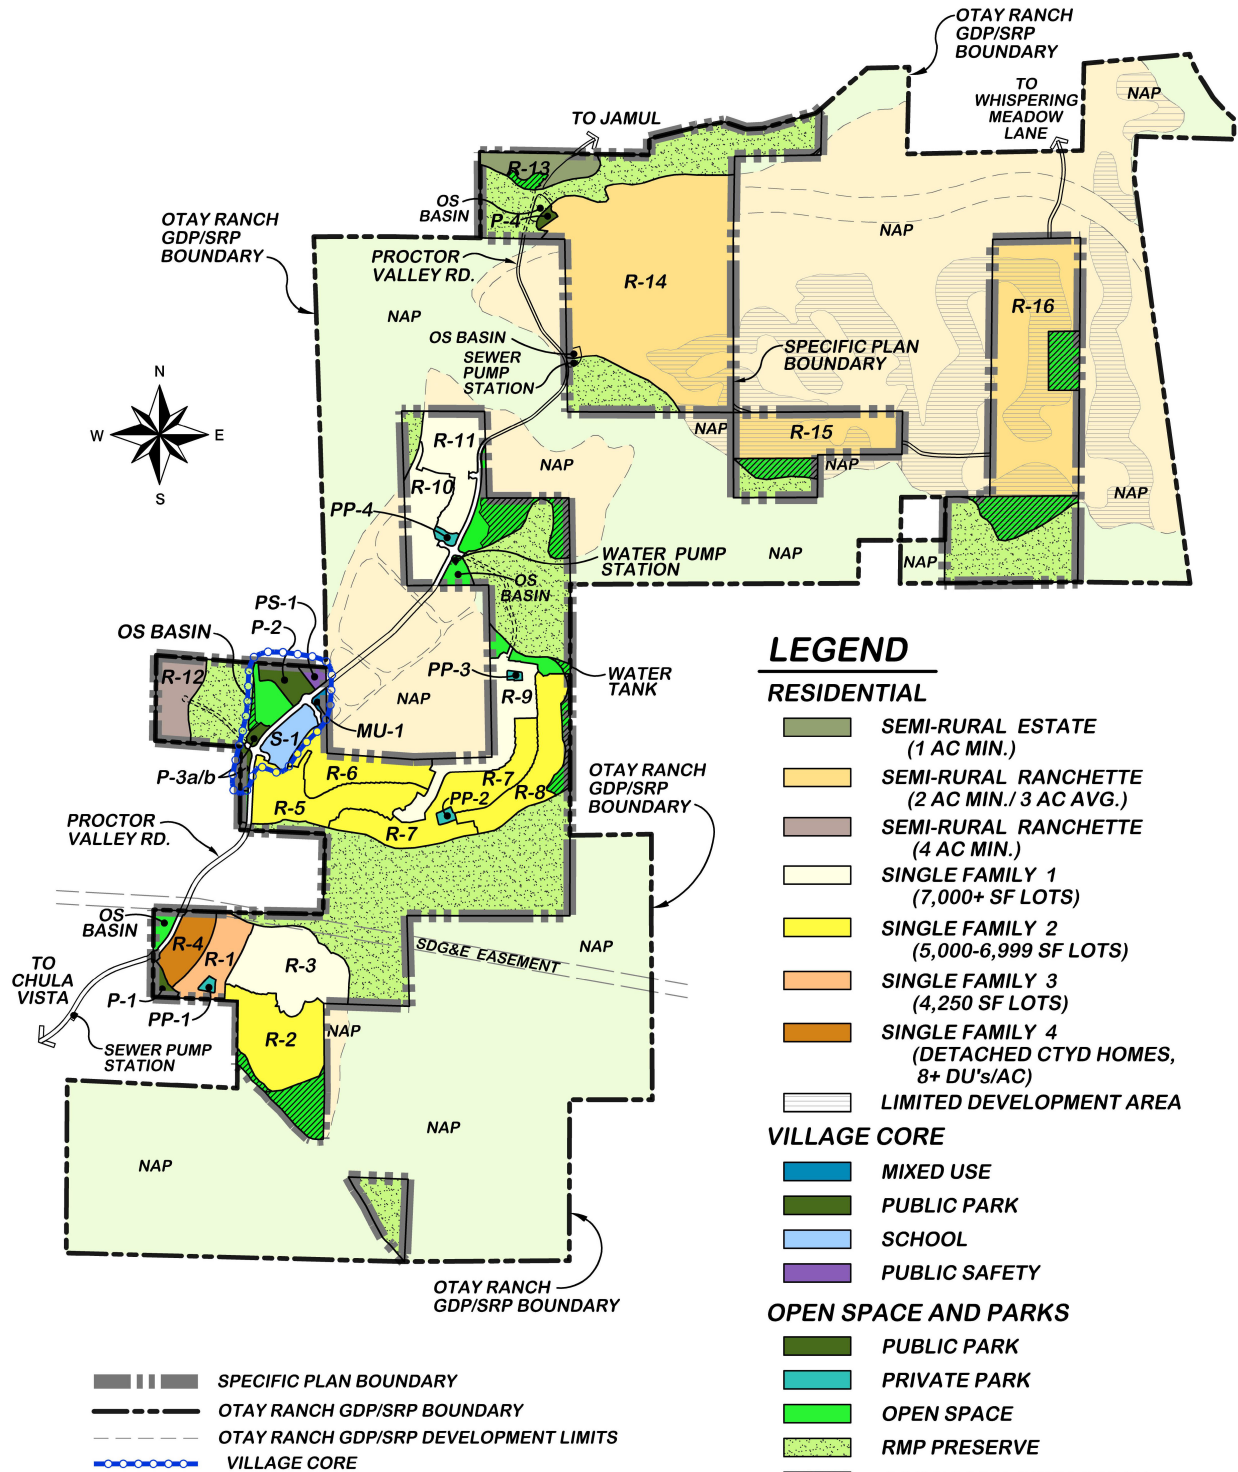 OTAY RANCH
GDP/SRP
BOUNDARY
TO
WHISPERING
MEADOW
LANE
NAP
TO JAMUL
R-13
OS
BASIN
P-4
OTAY RANCH
GDP/SRP
BOUNDARY
PROCTOR
VALLEY RD.
NAP
R-14
R-16
NAP
OS BASIN
SEWER
PUMP
STATION
SPECIFIC PLAN
BOUNDARY
N
W
E
S
R-11
NAP
R-15
NAP
NAP
R-10
NAP
PP-4
WATER PUMP
STATION
NAP
NAP
OS
BASIN
PS-1
P-2
OS BASIN
R-12
PP-3
WATER
TANK
NAP
R-9
MU-1
S-1
P-3a/b
R-6
R-7
R-8
PP-2
R-5
R-7
OTAY RANCH
GDP/SRP
BOUNDARY
PROCTOR
VALLEY RD.
OS
BASIN
R-4
R-1
R-3
SDG&E EASEMENT
NAP
TO
CHULA
VISTA
P-1
PP-1
R-2
NAP
SEWER PUMP
STATION
NAP
NAP
OTAY RANCH
GDP/SRP BOUNDARY
LEGEND
RESIDENTIAL
SEMI-RURAL ESTATE
(1 AC MIN.)
SEMI-RURAL RANCHETTE
(2 AC MIN./ 3 AC AVG.)
SEMI-RURAL RANCHETTE
(4 AC MIN.)
SINGLE FAMILY 1
(7,000+ SF LOTS)
SINGLE FAMILY 2
(5,000-6,999 SF LOTS)
SINGLE FAMILY 3
(4,250 SF LOTS)
SINGLE FAMILY 4
(DETACHED CTYD HOMES,
8+ DU's/AC)
LIMITED DEVELOPMENT AREA
VILLAGE CORE
MIXED USE
PUBLIC PARK
SCHOOL
PUBLIC SAFETY
OPEN SPACE AND PARKS
PUBLIC PARK
PRIVATE PARK
OPEN SPACE
RMP PRESERVE
SPECIFIC PLAN BOUNDARY
OTAY RANCH GDP/SRP BOUNDARY
OTAY RANCH GDP/SRP DEVELOPMENT LIMITS
VILLAGE CORE